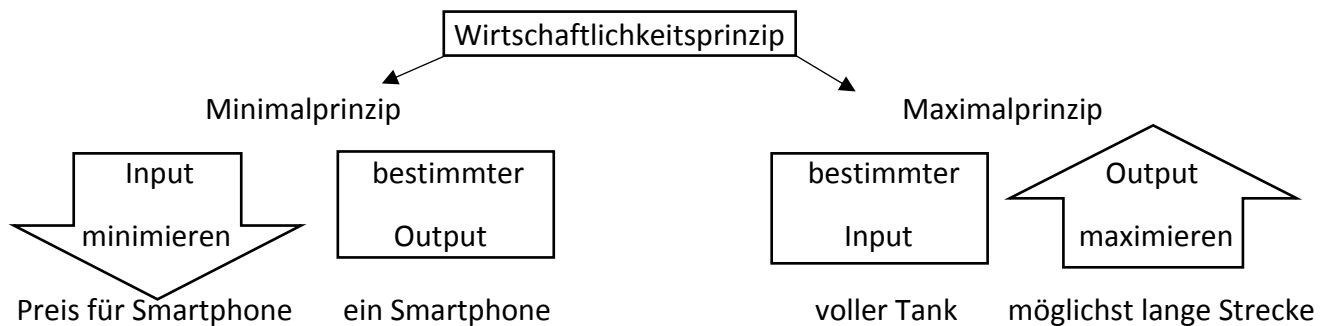 Wirtschaftlichkeitsprinzip
Minimalprinzip
Maximalprinzip
Input
minimieren
bestimmter
Output
bestimmter
Input
Output
maximieren
Preis für Smartphone
ein Smartphone
voller Tank
möglichst lange Strecke